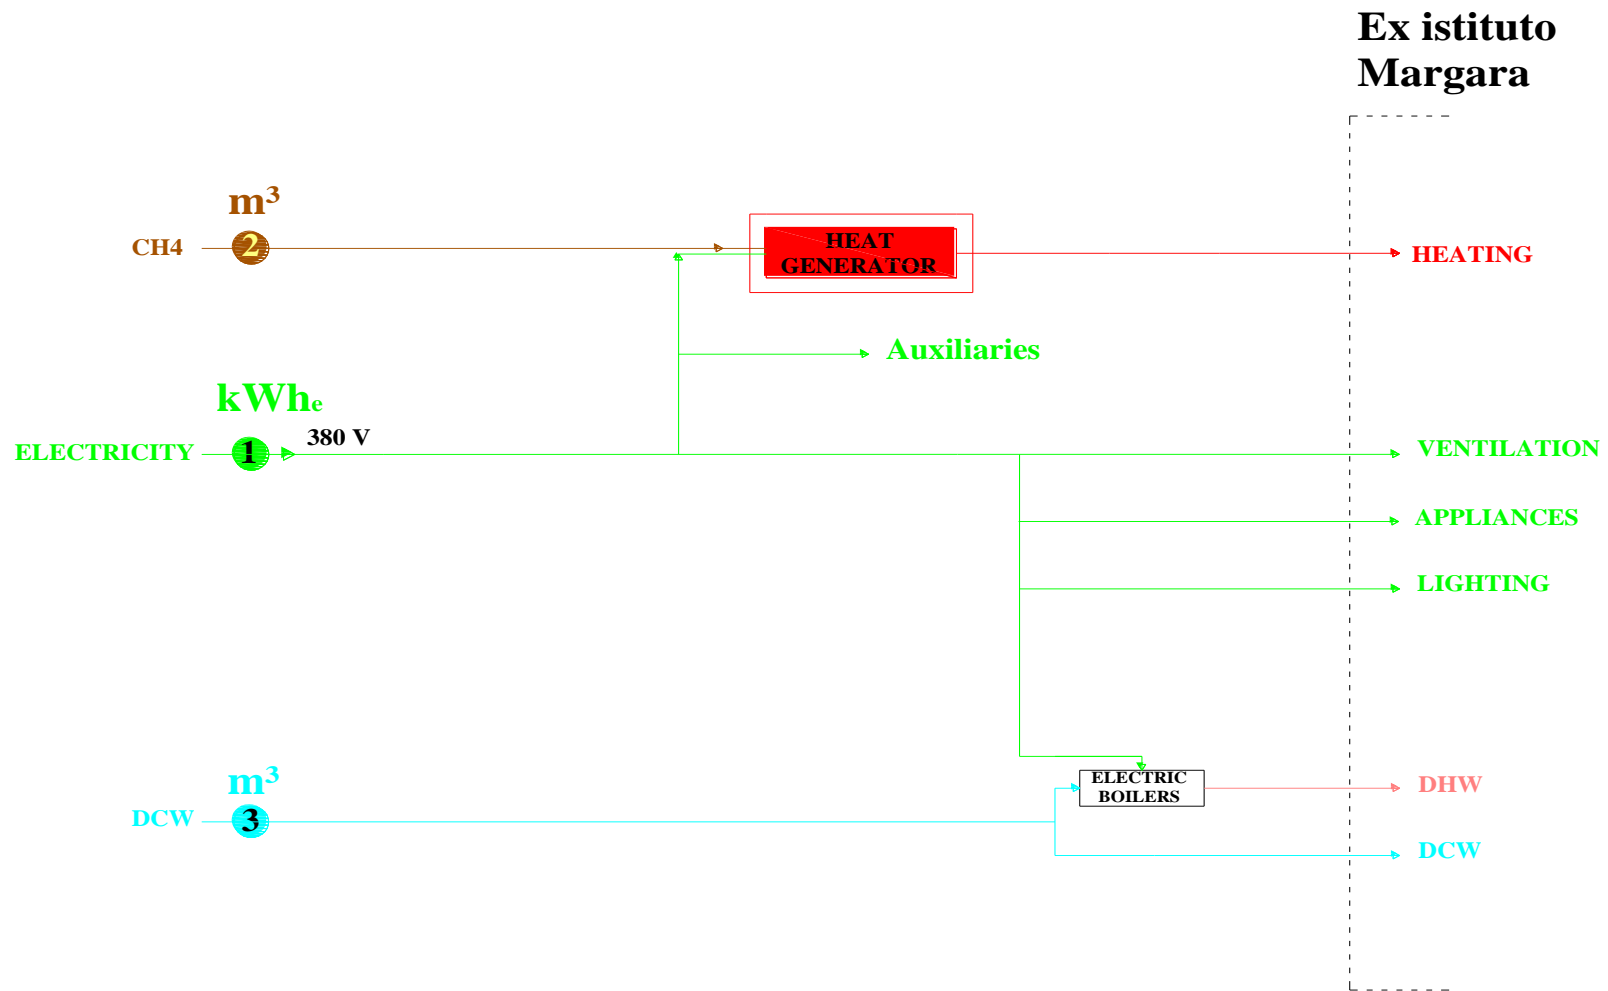 Ex istituto
Margara
m³
CH4
2
HEAT
GENERATOR
HEATING
Auxiliaries
kWhe
380 V
ELECTRICITY
1
VENTILATION
APPLIANCES
LIGHTING
m³
DCW
3
ELECTRIC
BOILERS
DHW
DCW